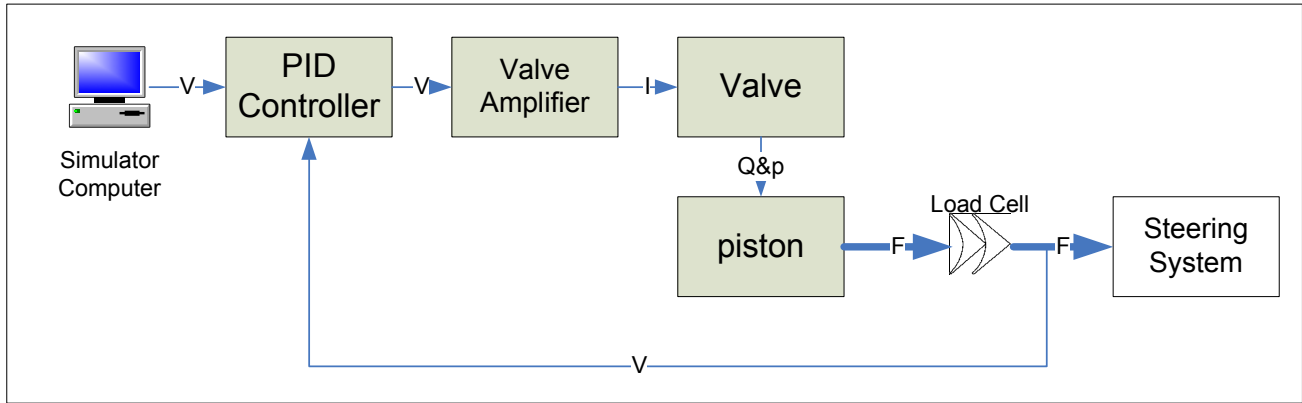 V
PID
Controller
V
Valve
Amplifier
I
Valve
Simulator
Computer
Q&p
piston
F
Load Cell
F
Steering
System
V